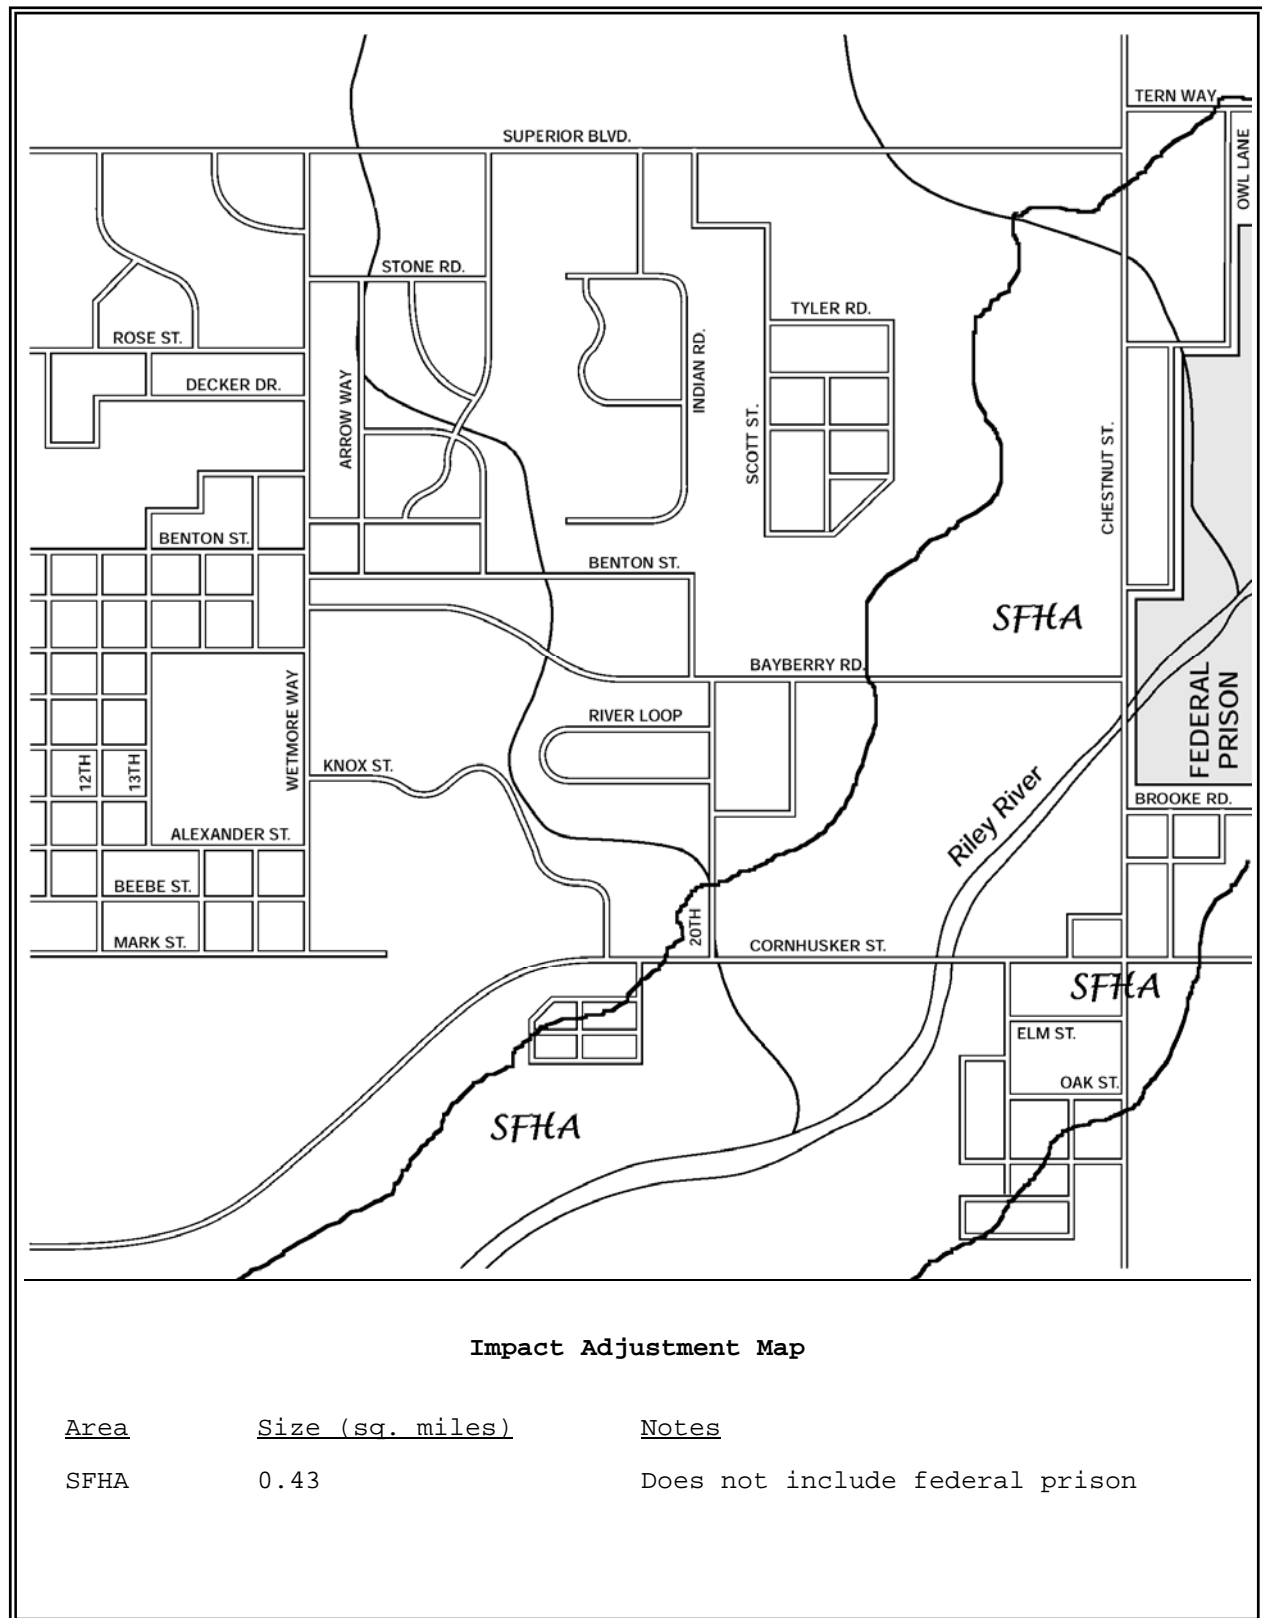 TERN WAY
SUPERIOR BLVD.
OWL LANE
STONE RD.
TYLER RD.
ROSE ST.
INDIAN RD.
DECKER DR.
ARROW WAY
SCOTT ST.
CHESTNUT ST.
BENTON ST.
BENTON ST.
SFHA
BAYBERRY RD.
FEDERAL
PRISON
WETMORE WAY
RIVER LOOP
KNOX ST.
12TH
13TH
BROOKE RD.
Riley River
ALEXANDER ST.
BEEBE ST.
20TH
MARK ST.
CORNHUSKER ST.
SFHA
ELM ST.
OAK ST.
SFHA
Impact Adjustment Map
Area Size (sq. miles) Notes
SFHA 0.43 Does not include federal prison